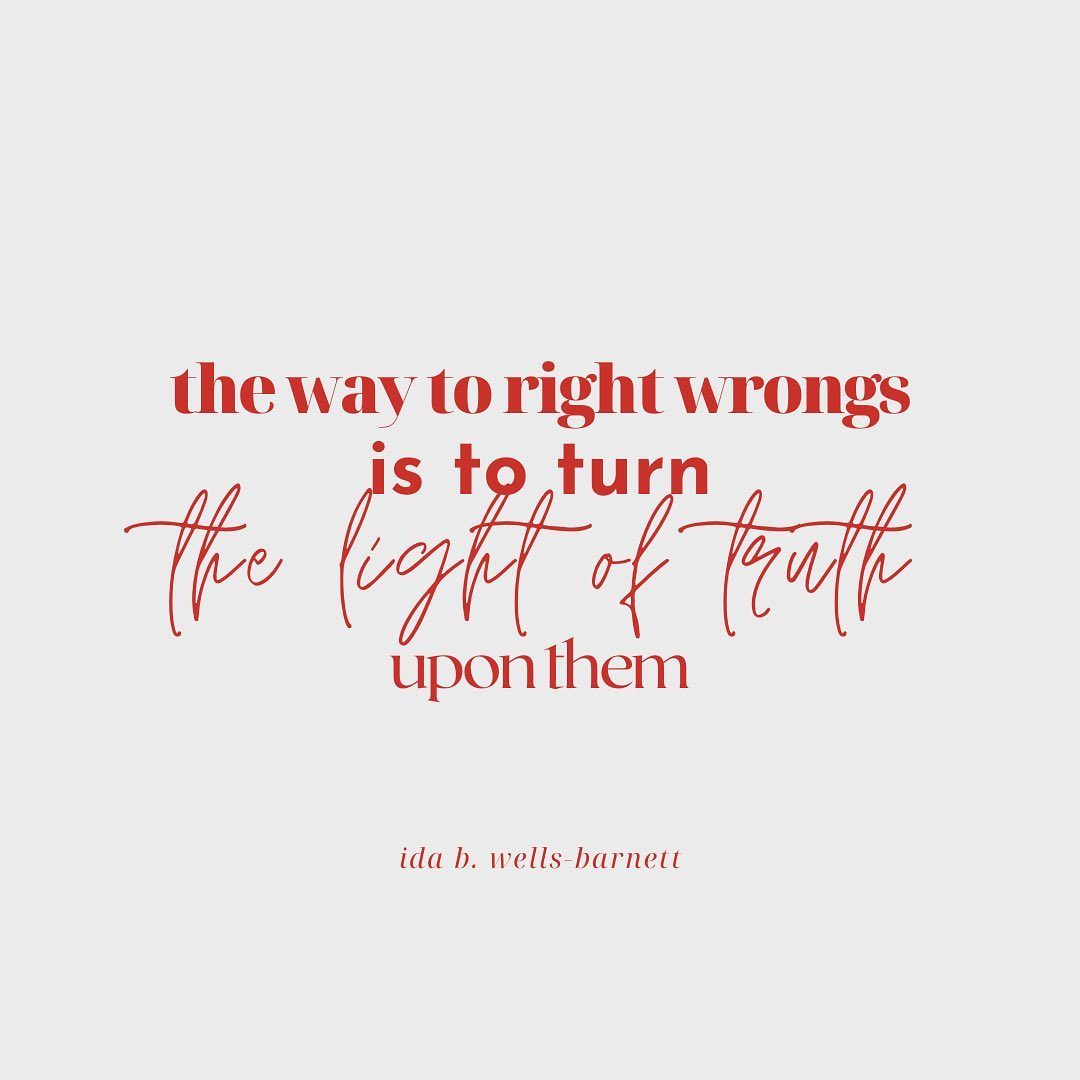 the way to right wrongs
is to turn
the light of truth
upon them
ida b. wells-barnett